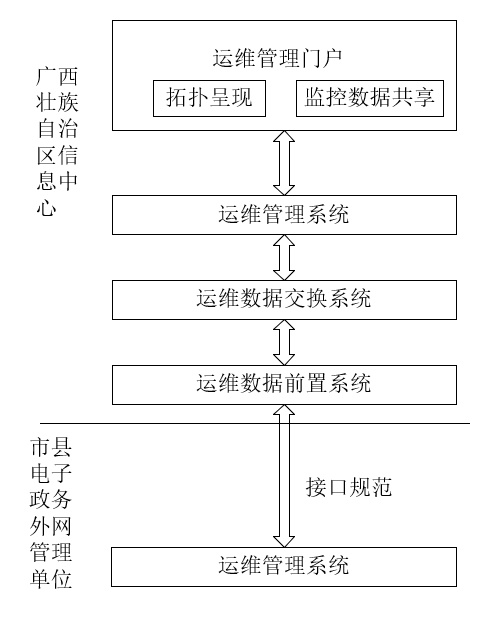 广西
壮族
自治
区信
息中
心
运维管理门户
拓扑呈现
监控数据共享
运维管理系统
运维数据交换系统
运维数据前置系统
市县
电子
政务
外网
管理
单位
接口规范
运维管理系统